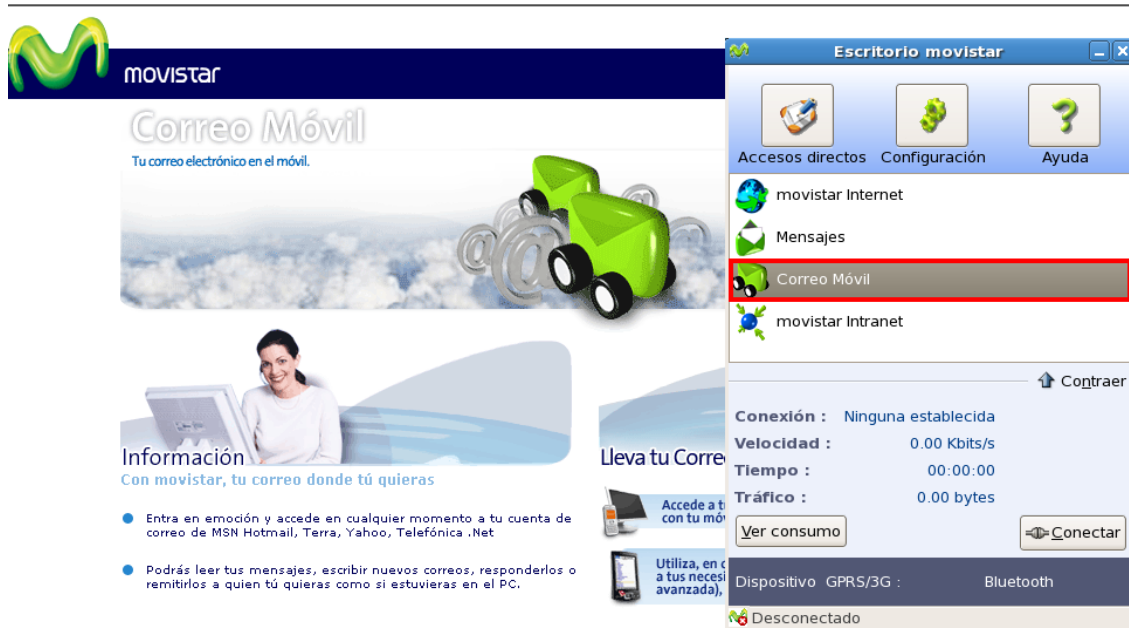 movistar
Correo Móvil
Tu correo electrónico en el móvil.
Información
Con movistar, tu correo donde tú quieras
Entra en emoción y accede en cualquier momento a tu cuenta de
correo de MSN Hotmail, Terra, Yahoo, Telefónica .Net
Podrás leer tus mensajes, escribir nuevos correos, responderlos o
remitirlos a quien tú quieras como si estuvieras en el PC.
Lleva tu Corre
Accede a t
con tu móv
Utiliza, en c
a tus necesi
avanzada),
Escritorio movistar
Accesos directos Configuración Ayuda
movistar Internet
Mensajes
Correo Móvil
movistar Intranet
Contraer
Conexión : Ninguna establecida
Velocidad : 0.00 Kbits/s
Tiempo : 00:00:00
Tráfico : 0.00 bytes
Ver consumo Conectar
Dispositivo GPRS/3G : Bluetooth
Desconectado